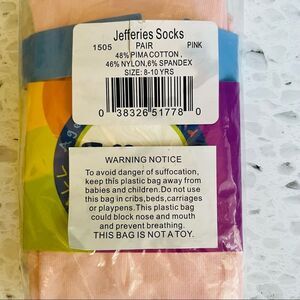 Jefferies Socks
1505 PAIR PINK
48% PIMACOTTON.
46% NYLON.6% SPANDEX
SIZE: 8-10 YRS
0 38326 51778 0
WARNING NOTICE
To avoid danger of suffocation,
keep this plastic bag away from
babies and children.Do not use
this bag in cribs,beds,carriages
or playpens.This plastic bag
could block nose and mouth
and prevent breathing.
THIS BAG IS NOT A TOY.